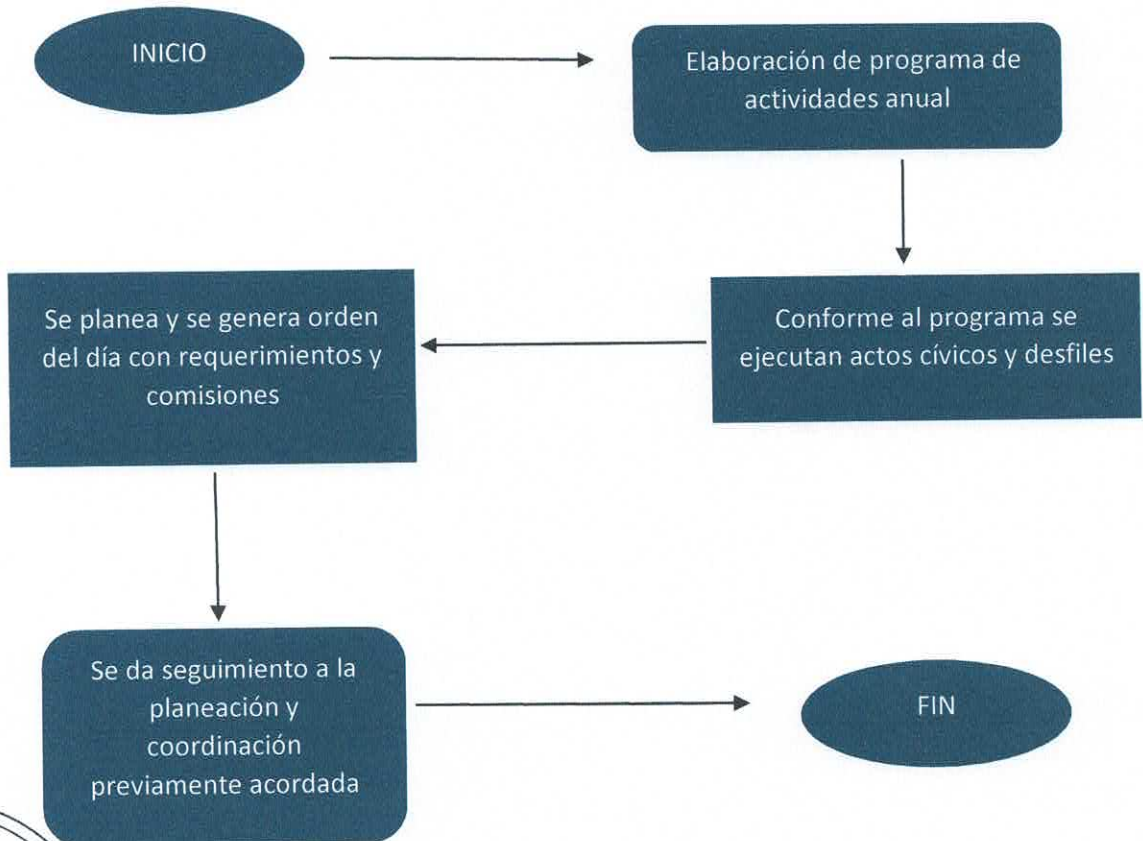 INICIO
Elaboración de programa de
actividades anual
Conforme al programa se
ejecutan actos cívicos y desfiles
Se planea y se genera orden
del día con requerimientos y
comisiones
Se da seguimiento a la
planeación y
coordinación
previamente acordada
FIN